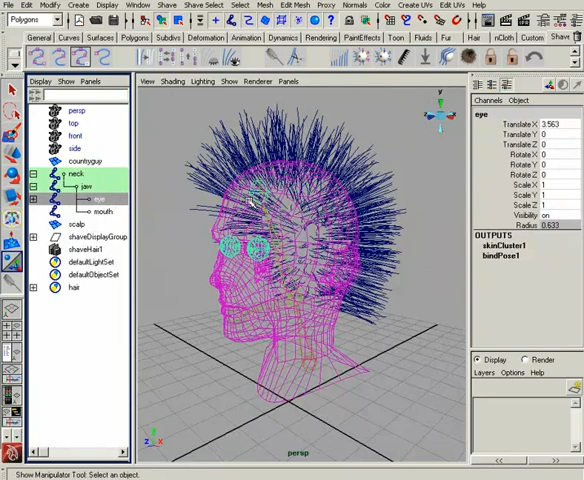 File Edit Modify Create Display Window Assets Select Mesh Edit Mesh Proxy Normals Color Create UVs Edit UVs
Polygons
General Curves Surfaces Polygons Subdivs Deformation Animation Dynamics Rendering PaintEffects Toon Fluids Fur Hair nCloth Custom Shave
Display Show Panels
View Shading Lighting Show Renderer Panels
Channels Object
persp
top
front
side
countryguy
neck
jaw
eye
mouth
scalp
shaveDisplayGroup
shaveHair1
defaultLightSet
defaultObjectSet
hair
y
z x
persp
eye
Translate X 3.563
Translate Y 0
Translate Z 0
Rotate X 0
Rotate Y 0
Rotate Z 0
Scale X 1
Scale Y 1
Scale Z 1
Visibility on
Radius 0.633
OUTPUTS
skinCluster1
bindPose1
Display Render
Layers Options Help
<< >>
Show Manipulator Tool: Select an object.